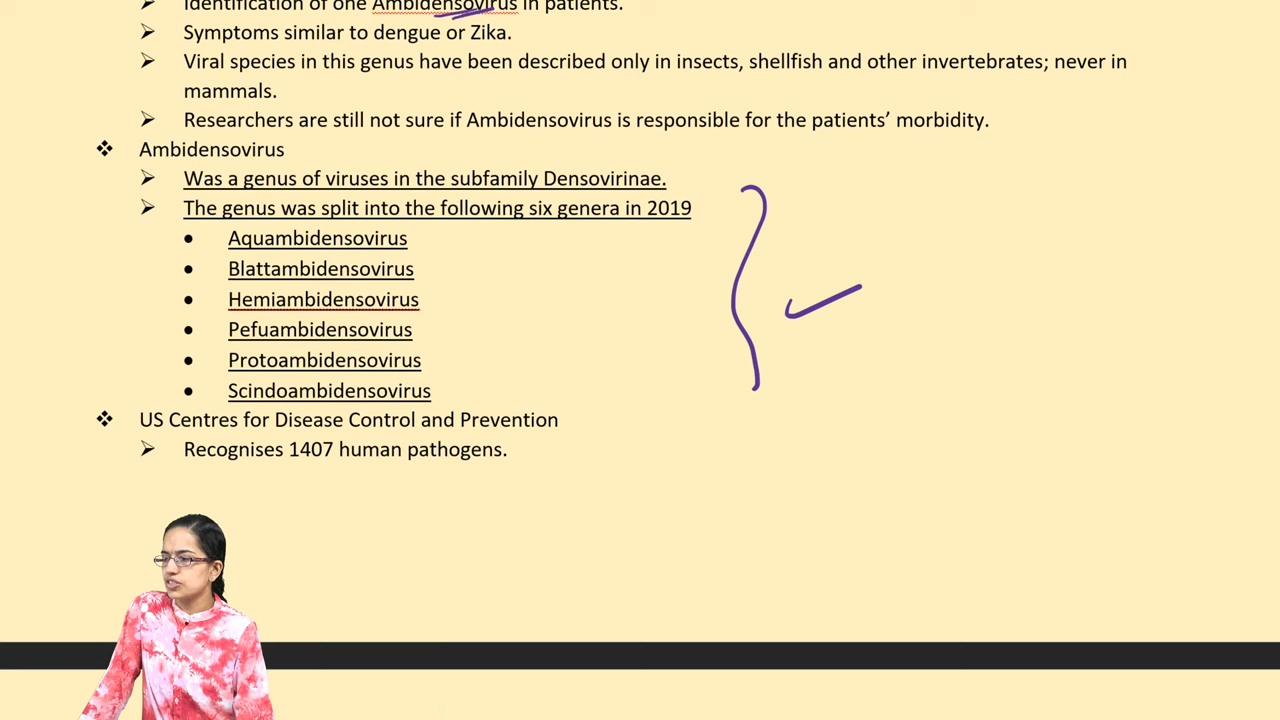 Identification of one Ambidensovirus in patients.
Symptoms similar to dengue or Zika.
Viral species in this genus have been described only in insects, shellfish and other invertebrates; never in
mammals.
Researchers are still not sure if Ambidensovirus is responsible for the patients’ morbidity.
Ambidensovirus
Was a genus of viruses in the subfamily Densovirinae.
The genus was split into the following six genera in 2019
Aquambidensovirus
Blattambidensovirus
Hemiambidensovirus
Pefuambidensovirus
Protoambidensovirus
Scindoambidensovirus
US Centres for Disease Control and Prevention
Recognises 1407 human pathogens.